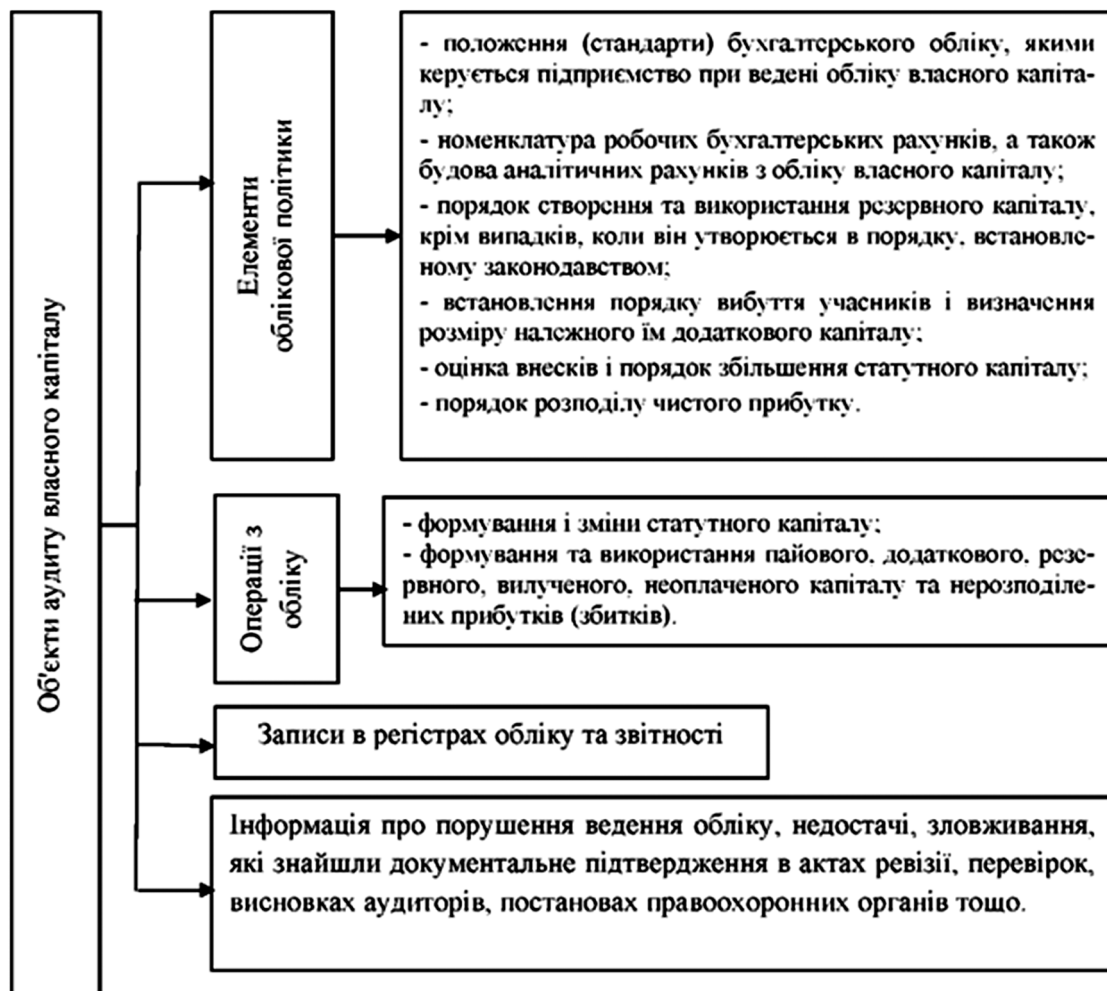 Об'єкти аудиту власного капіталу
Елементи
облікової політики
- положення (стандарти) бухгалтерського обліку, якими
керується підприємство при ведені обліку власного капіта-
лу;
- номенклатура робочих бухгалтерських рахунків, а також
будова аналітичних рахунків з обліку власного капіталу;
- порядок створення та використання резервного капіталу,
крім випадків, коли він утворюється в порядку, встановле-
ному законодавством;
- встановлення порядку вибуття учасників і визначення
розміру належного їм додаткового капіталу;
- оцінка внесків і порядок збільшення статутного капіталу;
- порядок розподілу чистого прибутку.
Операції з
обліку
- формування і зміни статутного капіталу;
- формування та використання пайового, додаткового, резе-
рвного, вилученого, неоплаченого капіталу та нерозподіле-
них прибутків (збитків).
Записи в регістрах обліку та звітності
Інформація про порушення ведення обліку, недостачі, зловживання,
які знайшли документальне підтвердження в актах ревізії, перевірок,
висновках аудиторів, постановах правоохоронних органів тощо.